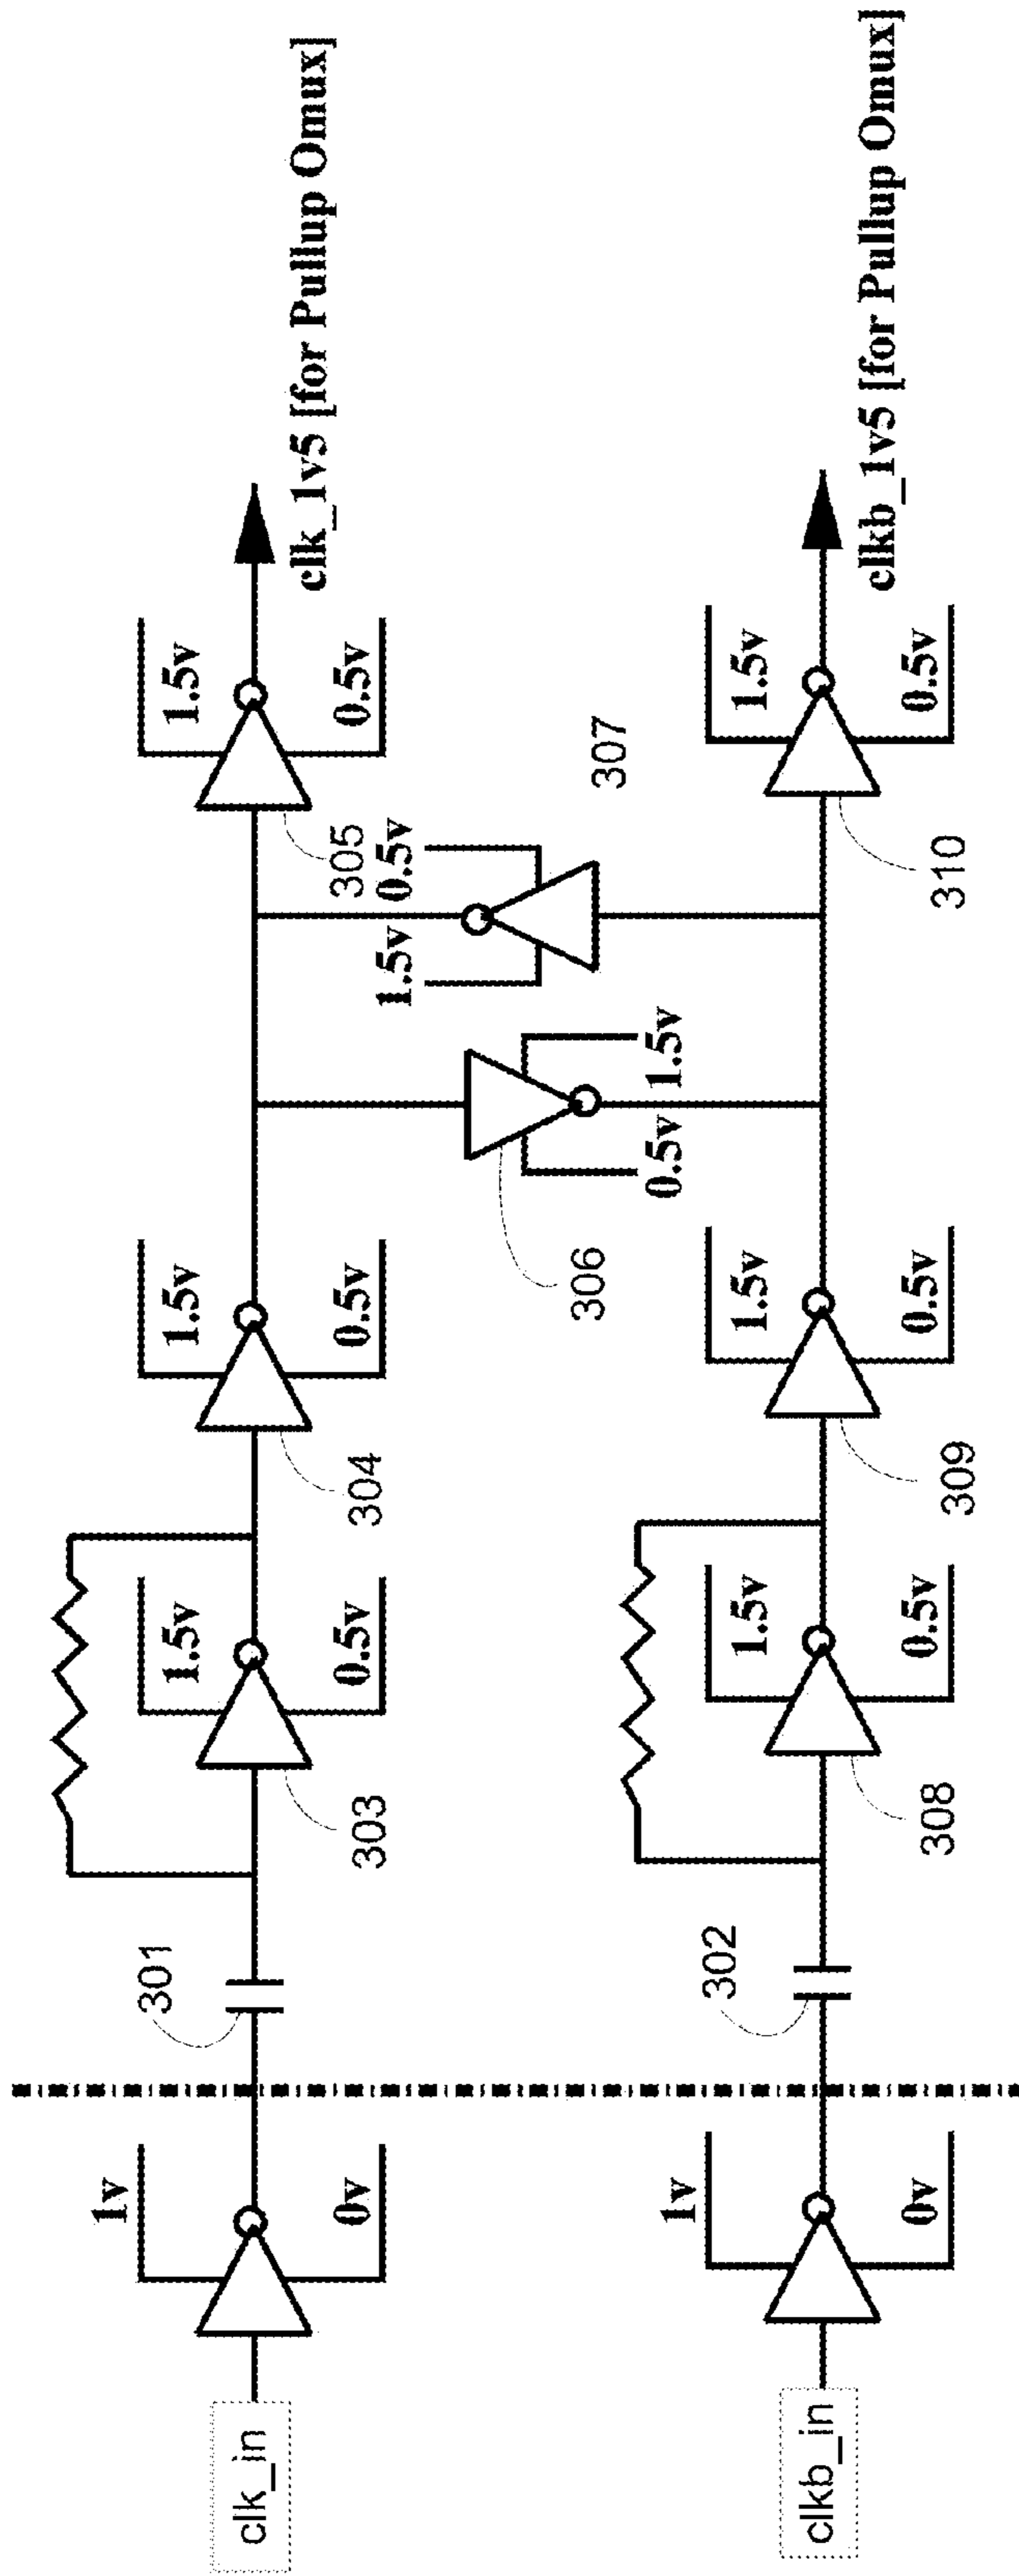 clk_in
1v
0v
301
303
1.5v
0.5v
304
1.5v
0.5v
306
0.5v
1.5v
307
1.5v
0.5v
305
1.5v
0.5v
clk_1v5 [for Pullup Omux]
clkb_in
1v
0v
302
308
1.5v
0.5v
309
1.5v
0.5v
310
1.5v
0.5v
clkb_1v5 [for Pullup Omux]